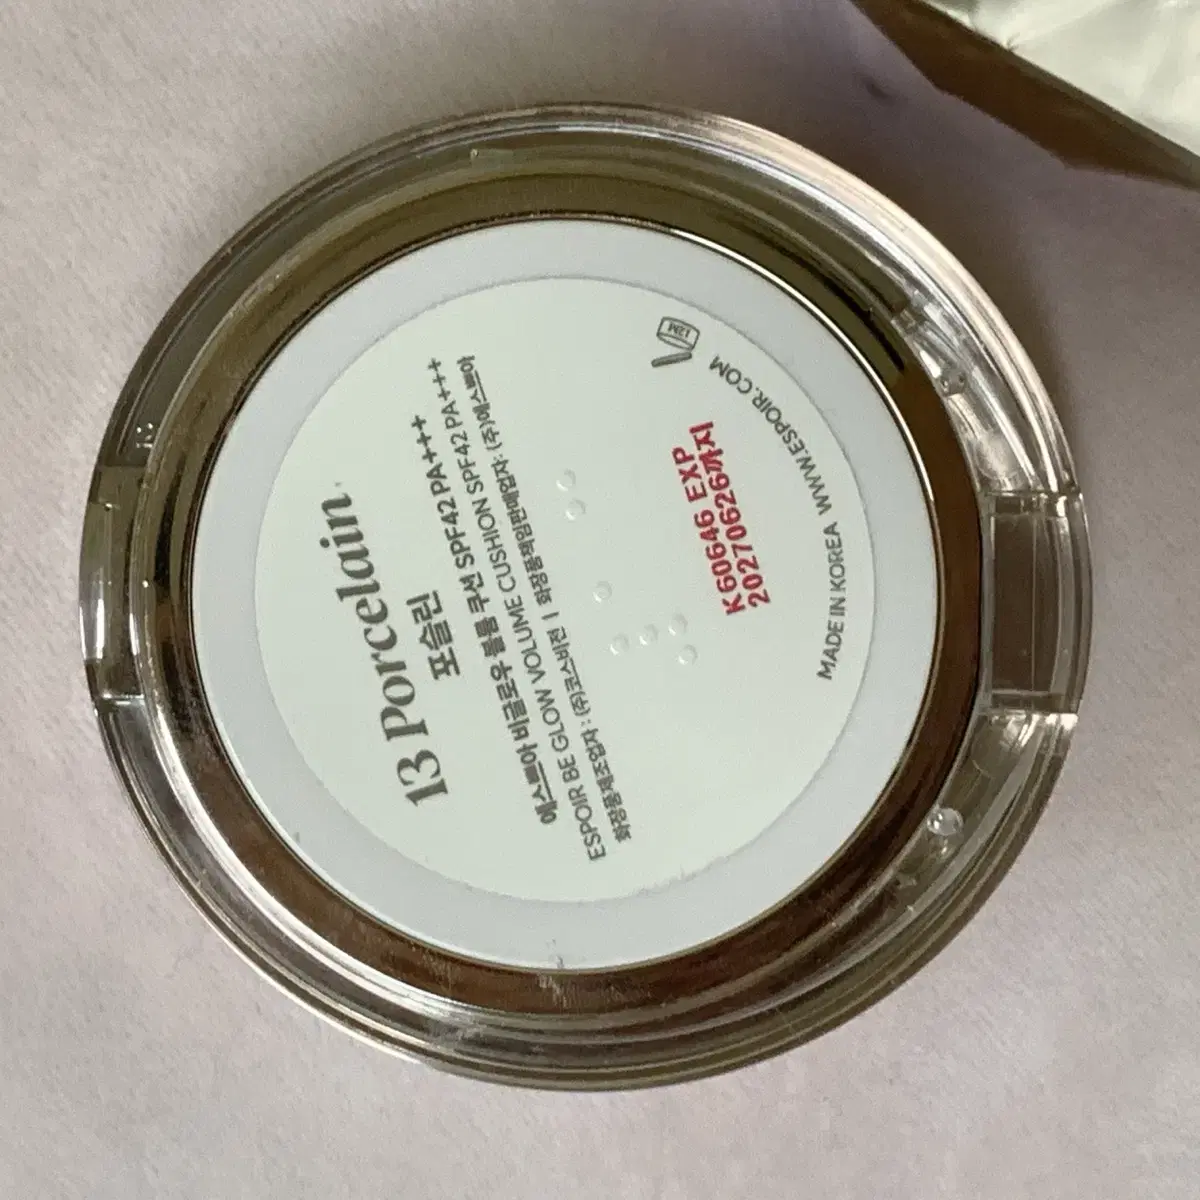 13 Porcelain
포슬린
에스쁘아 비글로우 볼륨 쿠션 SPF42 PA+++
ESPOIR BE GLOW VOLUME CUSHION SPF42 PA+++
화장품제조업자 : (주)코스비전 | 화장품책임판매업자: (주)에스쁘아
K60646 EXP
20270626까지
12M
MADE IN KOREA WWW.ESPOIR.COM